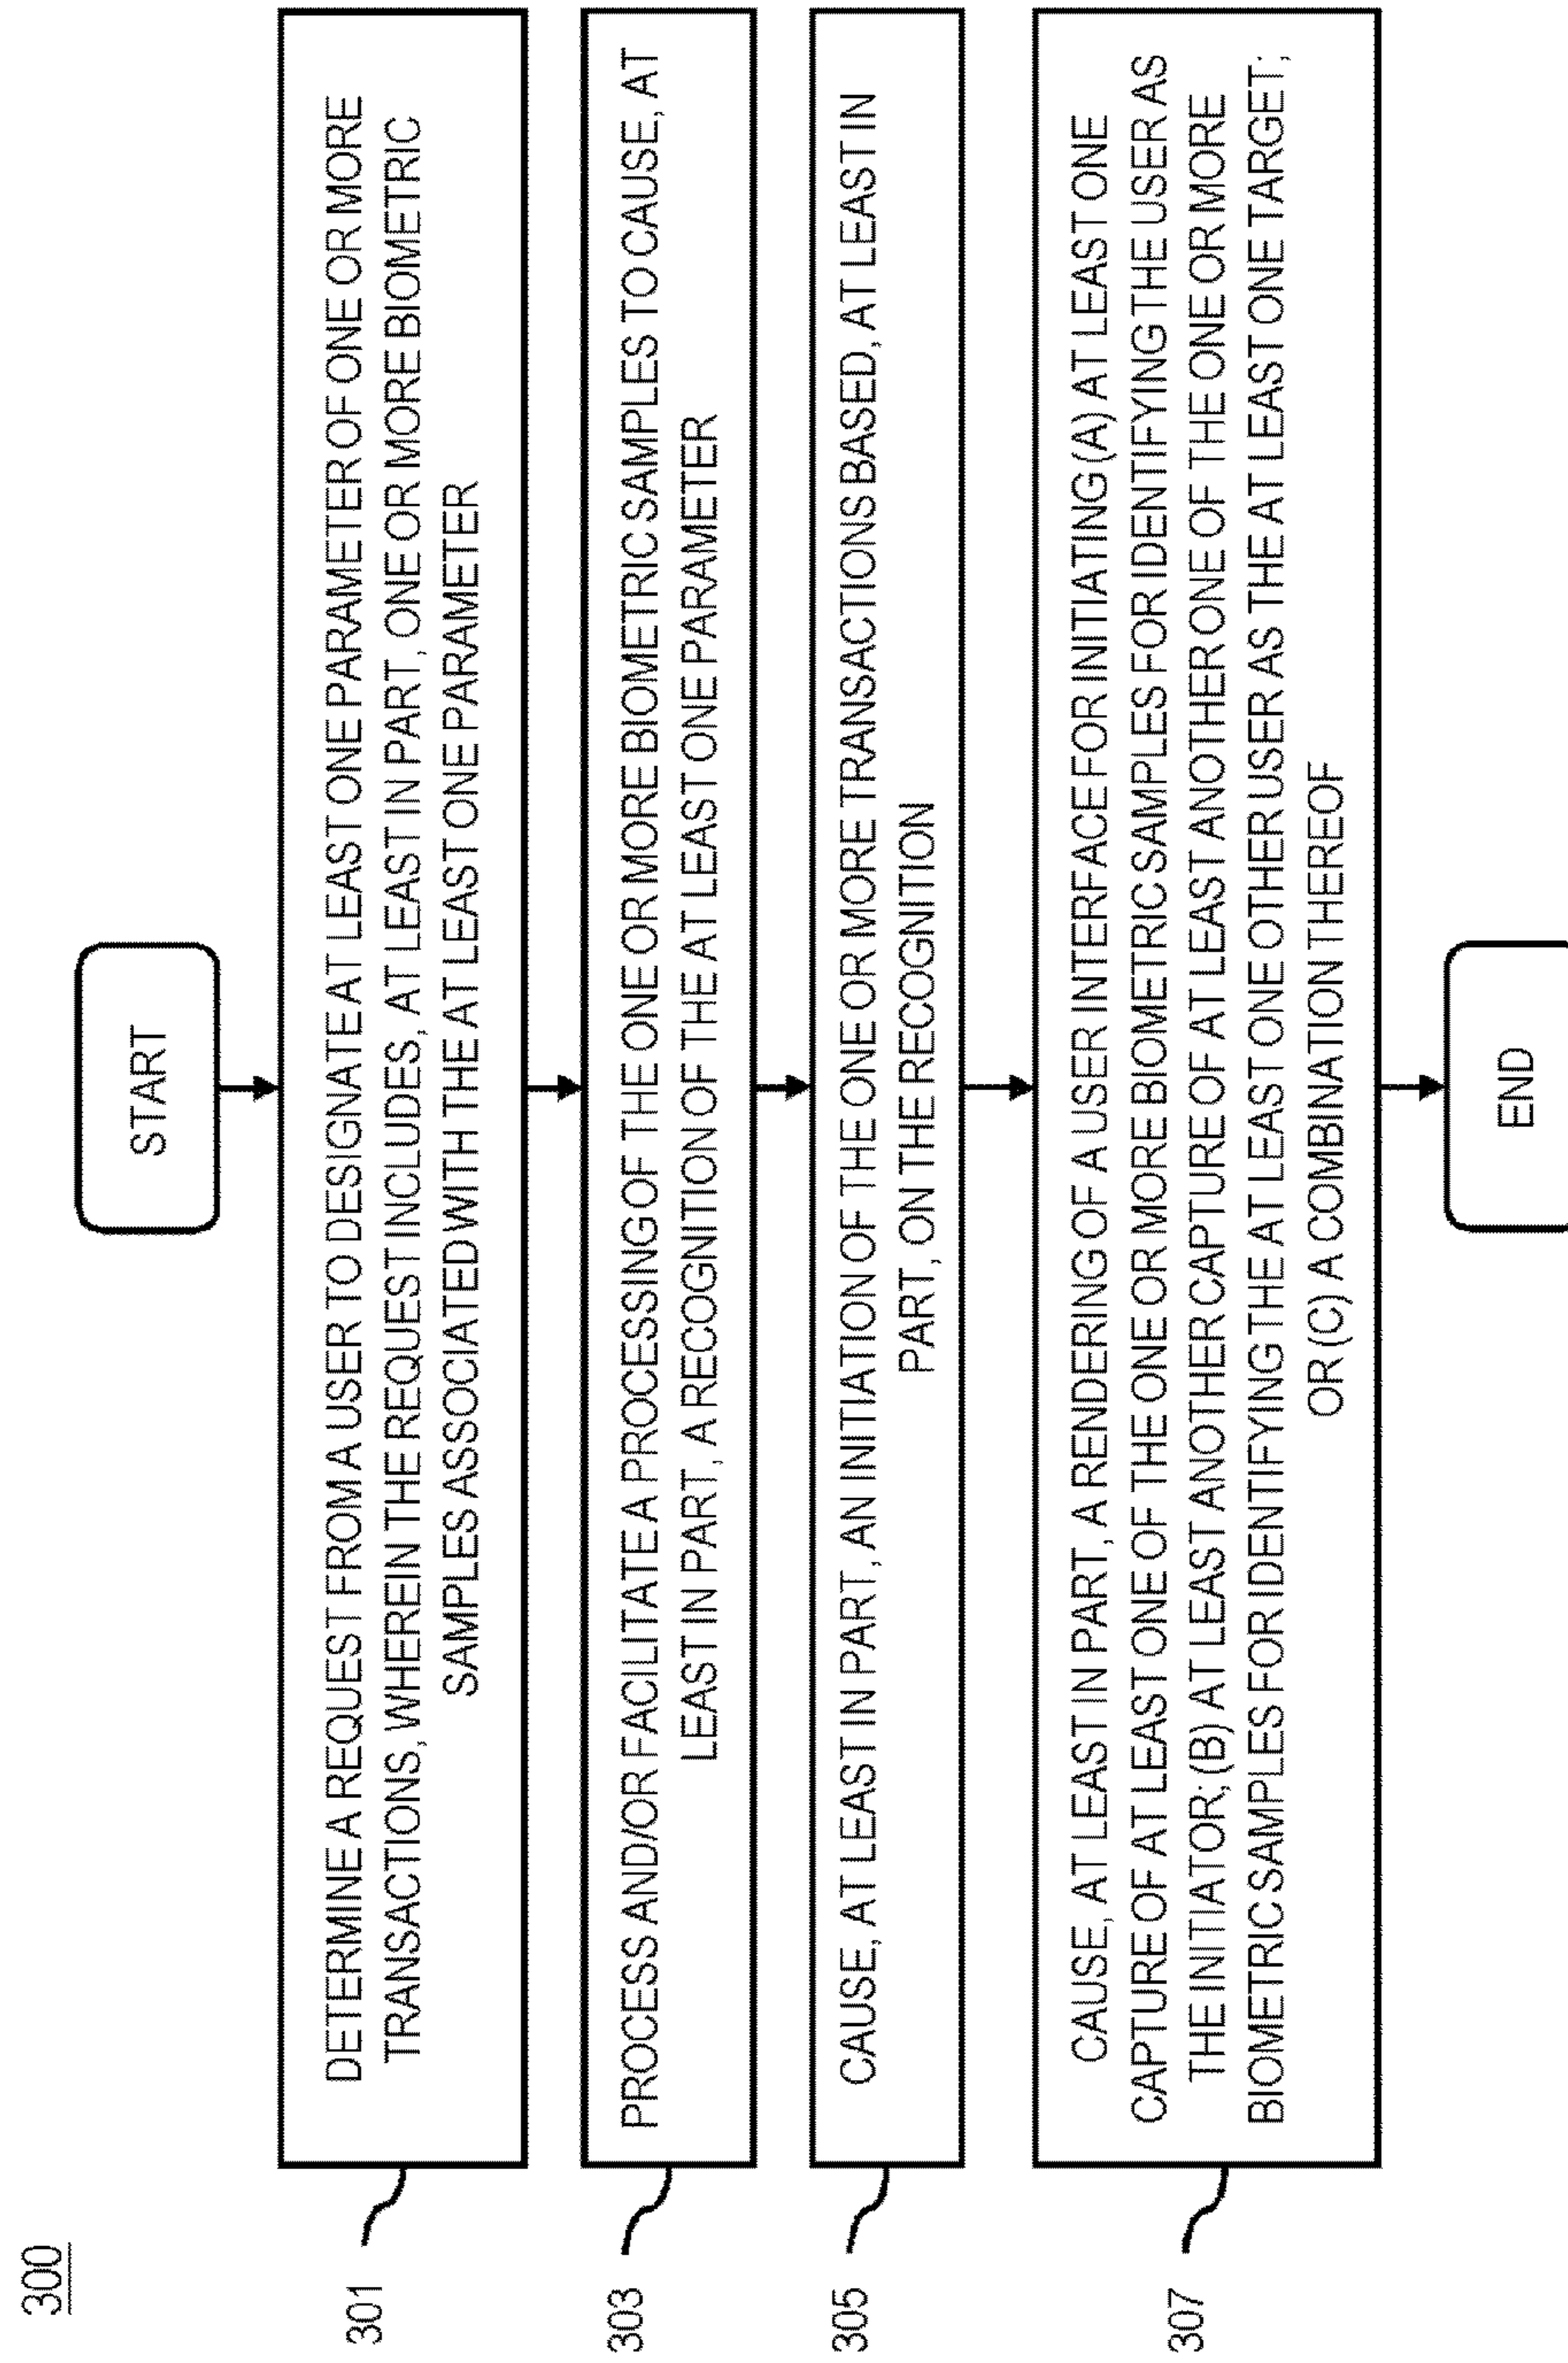 300
START
301
DETERMINE A REQUEST FROM A USER TO DESIGNATE AT LEAST ONE PARAMETER OF ONE OR MORE
TRANSACTIONS, WHEREIN THE REQUEST INCLUDES, AT LEAST IN PART, ONE OR MORE BIOMETRIC
SAMPLES ASSOCIATED WITH THE AT LEAST ONE PARAMETER
303
PROCESS AND/OR FACILITATE A PROCESSING OF THE ONE OR MORE BIOMETRIC SAMPLES TO CAUSE, AT
LEAST IN PART, A RECOGNITION OF THE AT LEAST ONE PARAMETER
305
CAUSE, AT LEAST IN PART, AN INITIATION OF THE ONE OR MORE TRANSACTIONS BASED, AT LEAST IN
PART, ON THE RECOGNITION
307
CAUSE, AT LEAST IN PART, A RENDERING OF A USER INTERFACE FOR INITIATING (A) AT LEAST ONE
CAPTURE OF AT LEAST ONE OF THE ONE OR MORE BIOMETRIC SAMPLES FOR IDENTIFYING THE USER AS
THE INITIATOR; (B) AT LEAST ANOTHER CAPTURE OF AT LEAST ANOTHER ONE OF THE ONE OR MORE
BIOMETRIC SAMPLES FOR IDENTIFYING THE AT LEAST ONE OTHER USER AS THE AT LEAST ONE TARGET;
OR (C) A COMBINATION THEREOF
END